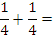 1/4 + 1/4 =